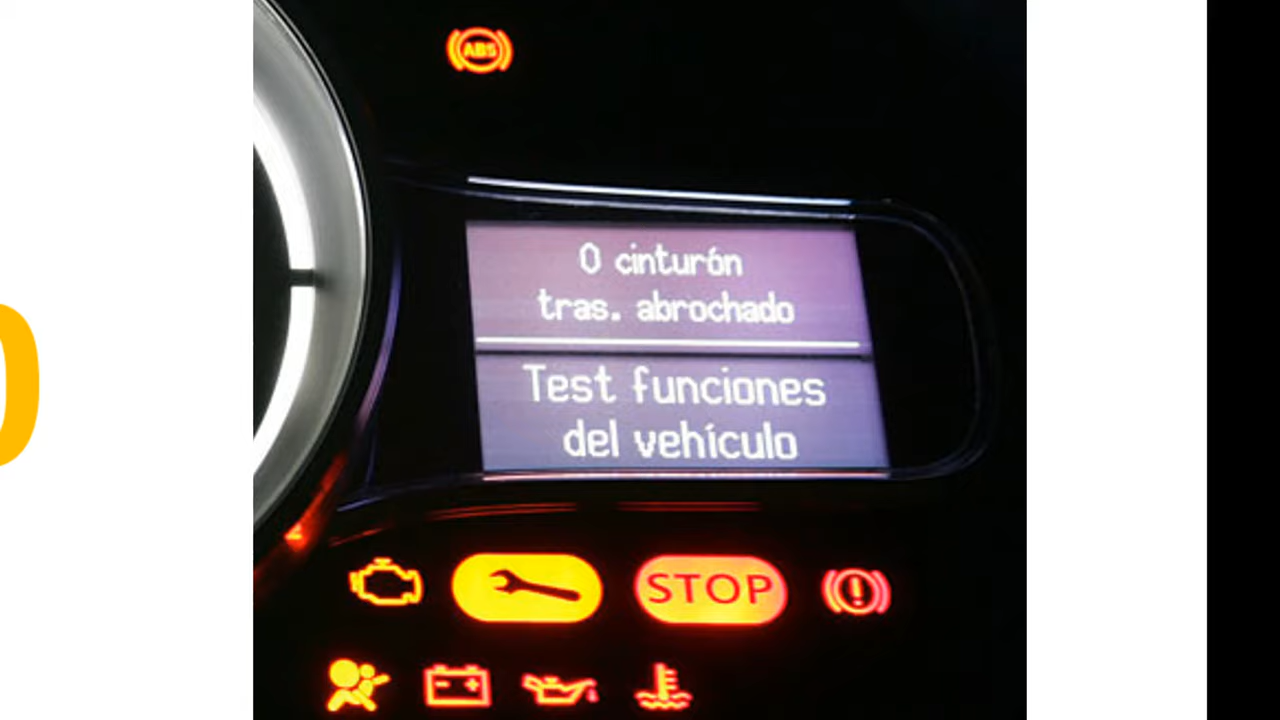 ABS
0 cinturón
tras. abrochado
Test funciones
del vehículo
STOP